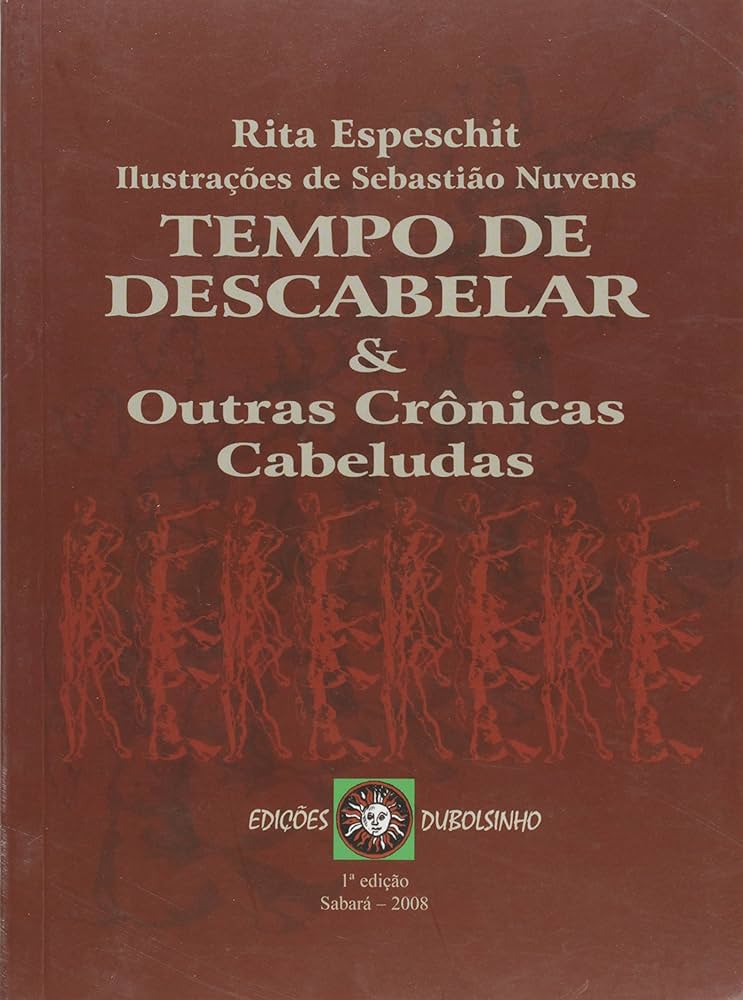 Rita Espeschit
Ilustrações de Sebastião Nuvens
TEMPO DE
DESCABELAR
&
Outras Crônicas
Cabeludas
EDIÇÕES DUBOLSINHO
1ª edição
Sabará – 2008